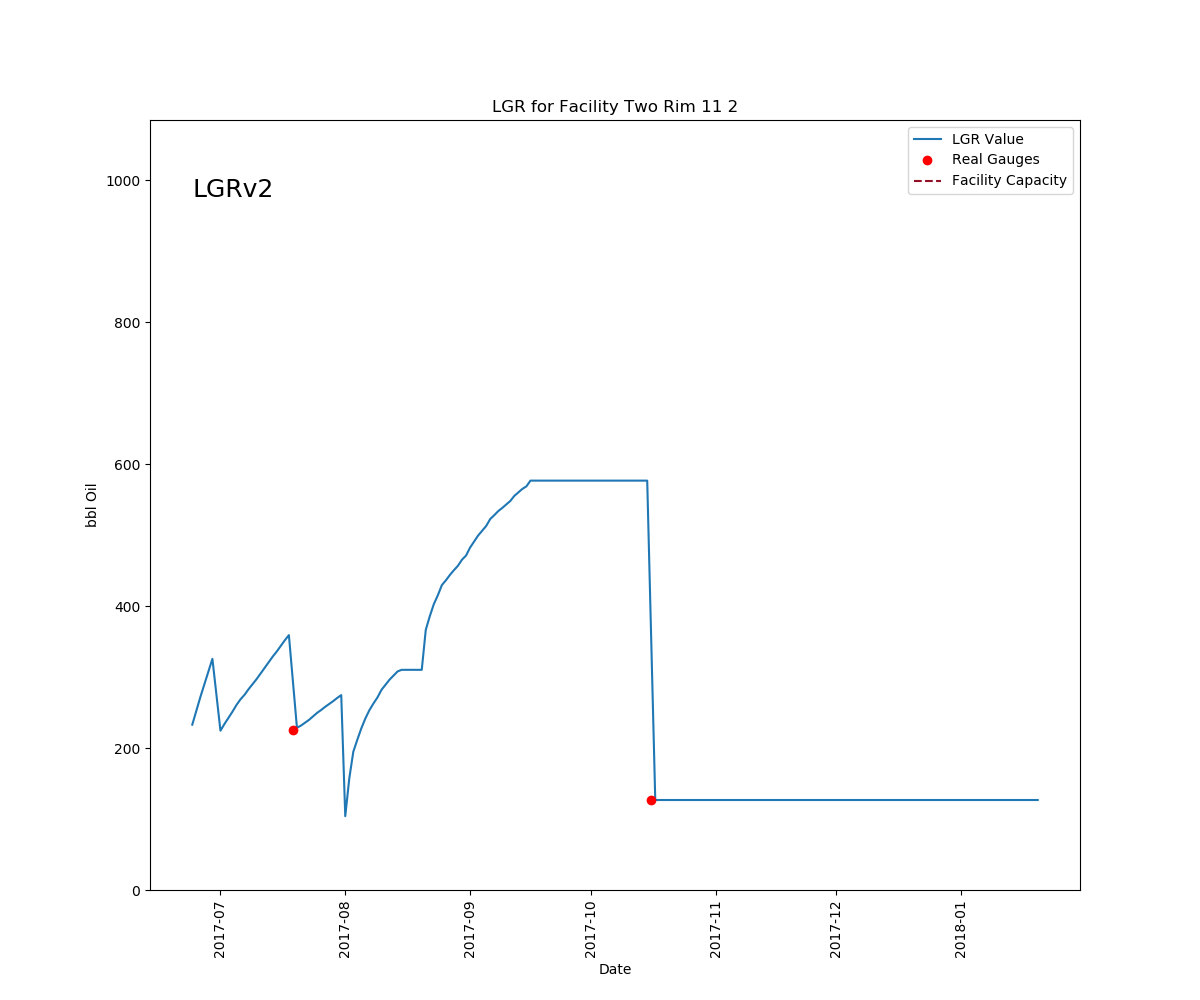 LGR for Facility Two Rim 11 2
LGRv2
LGR Value
Real Gauges
Facility Capacity
bbl Oil
1000
800
600
400
200
0
2017-07
2017-08
2017-09
2017-10
2017-11
2017-12
2018-01
Date